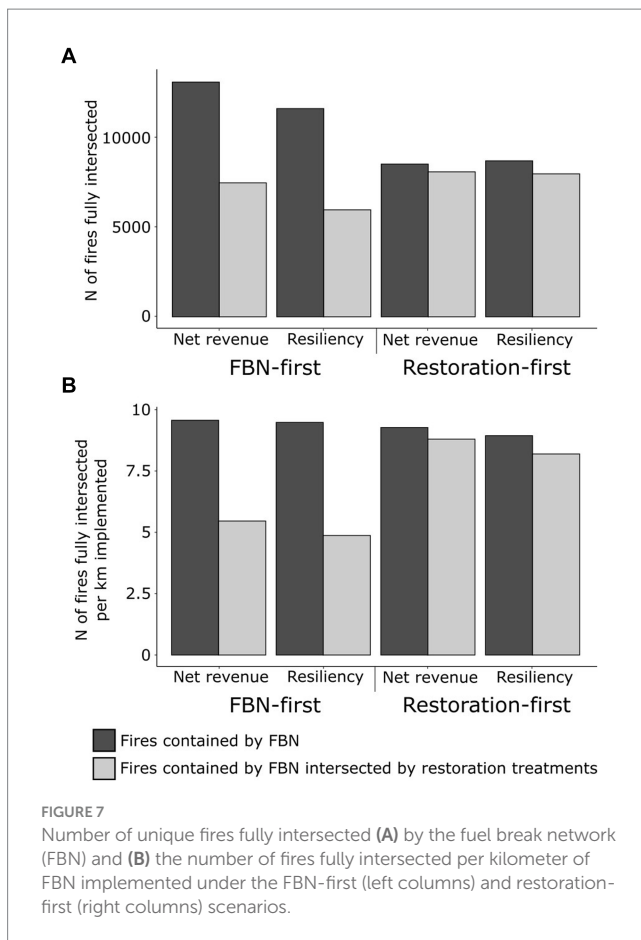 A
N of fires fully intersected
10000
5000
0
Net revenue Resiliency Net revenue Resiliency
FBN-first Restoration-first
B
N of fires fully intersected
per km implemented
10
7.5
5
2.5
0
Net revenue Resiliency Net revenue Resiliency
FBN-first Restoration-first
Fires contained by FBN
Fires contained by FBN intersected by restoration treatments
FIGURE 7
Number of unique fires fully intersected (A) by the fuel break network
(FBN) and (B) the number of fires fully intersected per kilometer of
FBN implemented under the FBN-first (left columns) and restoration-
first (right columns) scenarios.